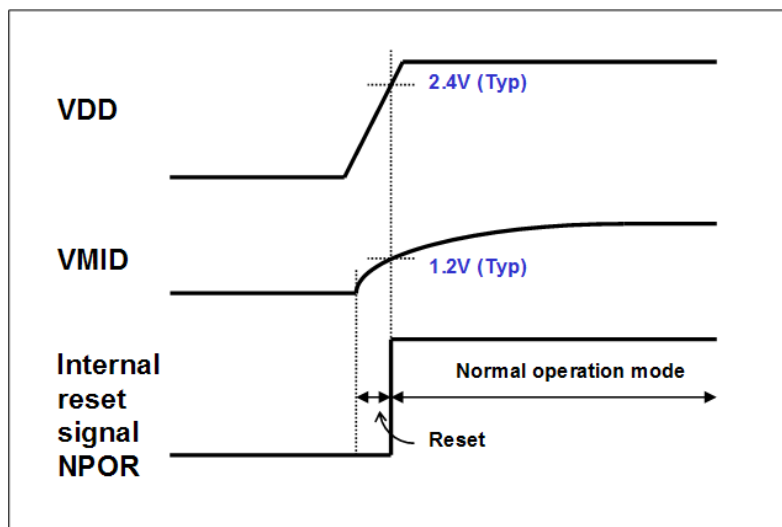 VDD
2.4V (Typ)
VMID
1.2V (Typ)
Internal
reset
signal
NPOR
Normal operation mode
Reset